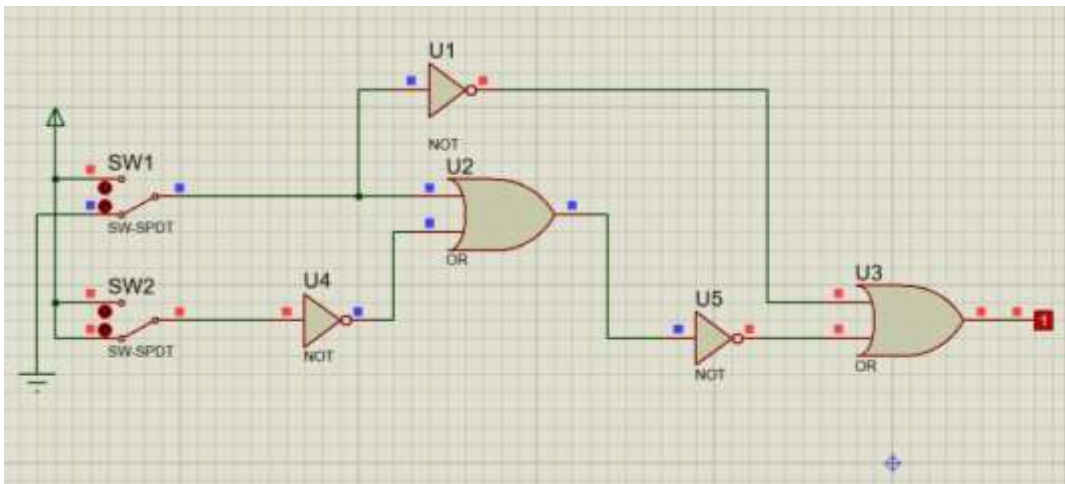 U1
NOT
U2
OR
SW1
SW-SPDT
SW2
SW-SPDT
U4
NOT
U5
NOT
U3
OR
1